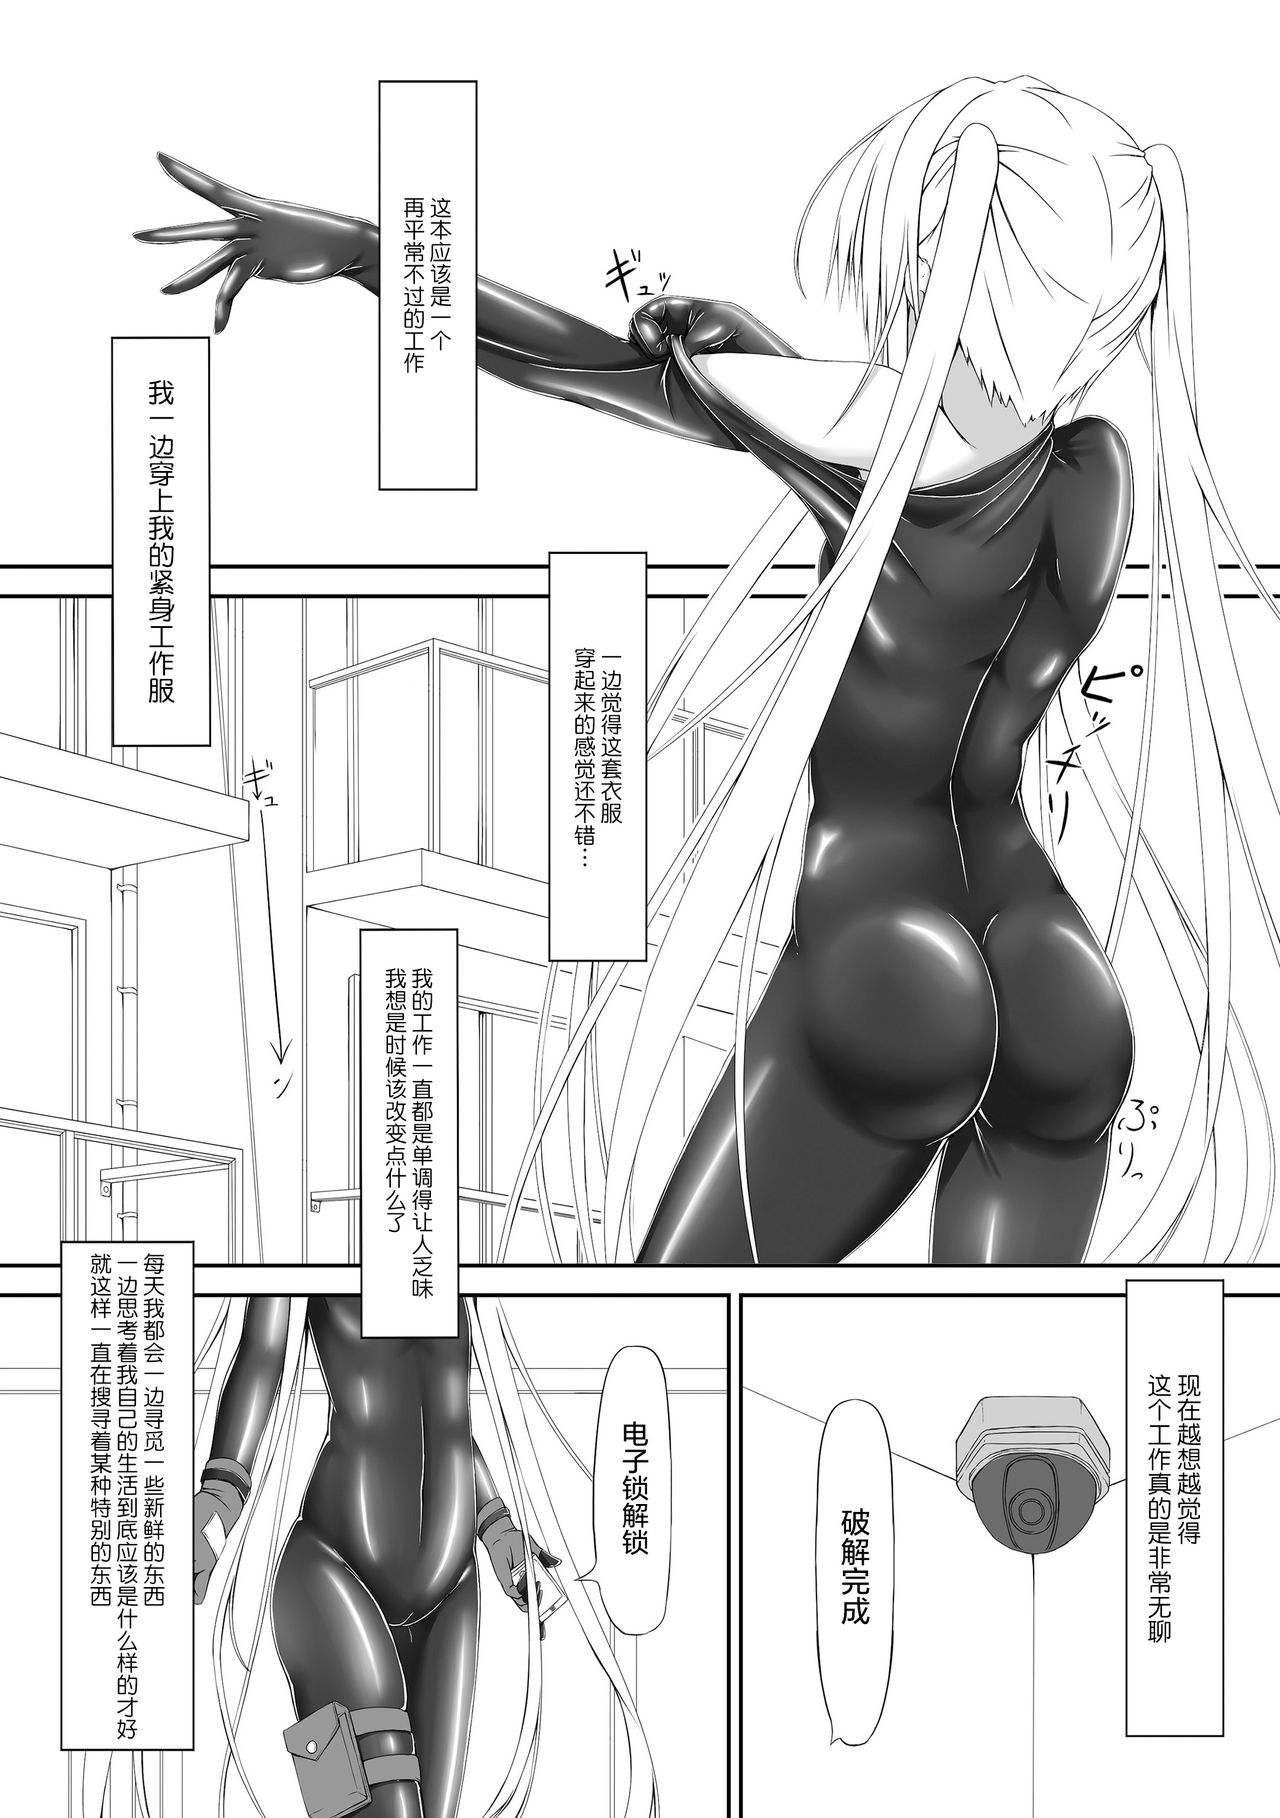 这本应该是一个
再平常不过的工作
ギュッ
我一边穿上我的紧身工作服
一边觉得这套衣服
穿起来的感觉还不错…
ピッチリ
ギュッ
ぷりっ
我的工作一直都是单调得让人乏味
我想是时候该改变点什么了
现在越想越觉得
这个工作真的是非常无聊
破解完成
电子锁解锁
每天我都会一边寻觅一些新鲜的东西
一边思考着我自己的生活到底应该是什么样的才好
就这样一直在搜寻着某种特别的东西